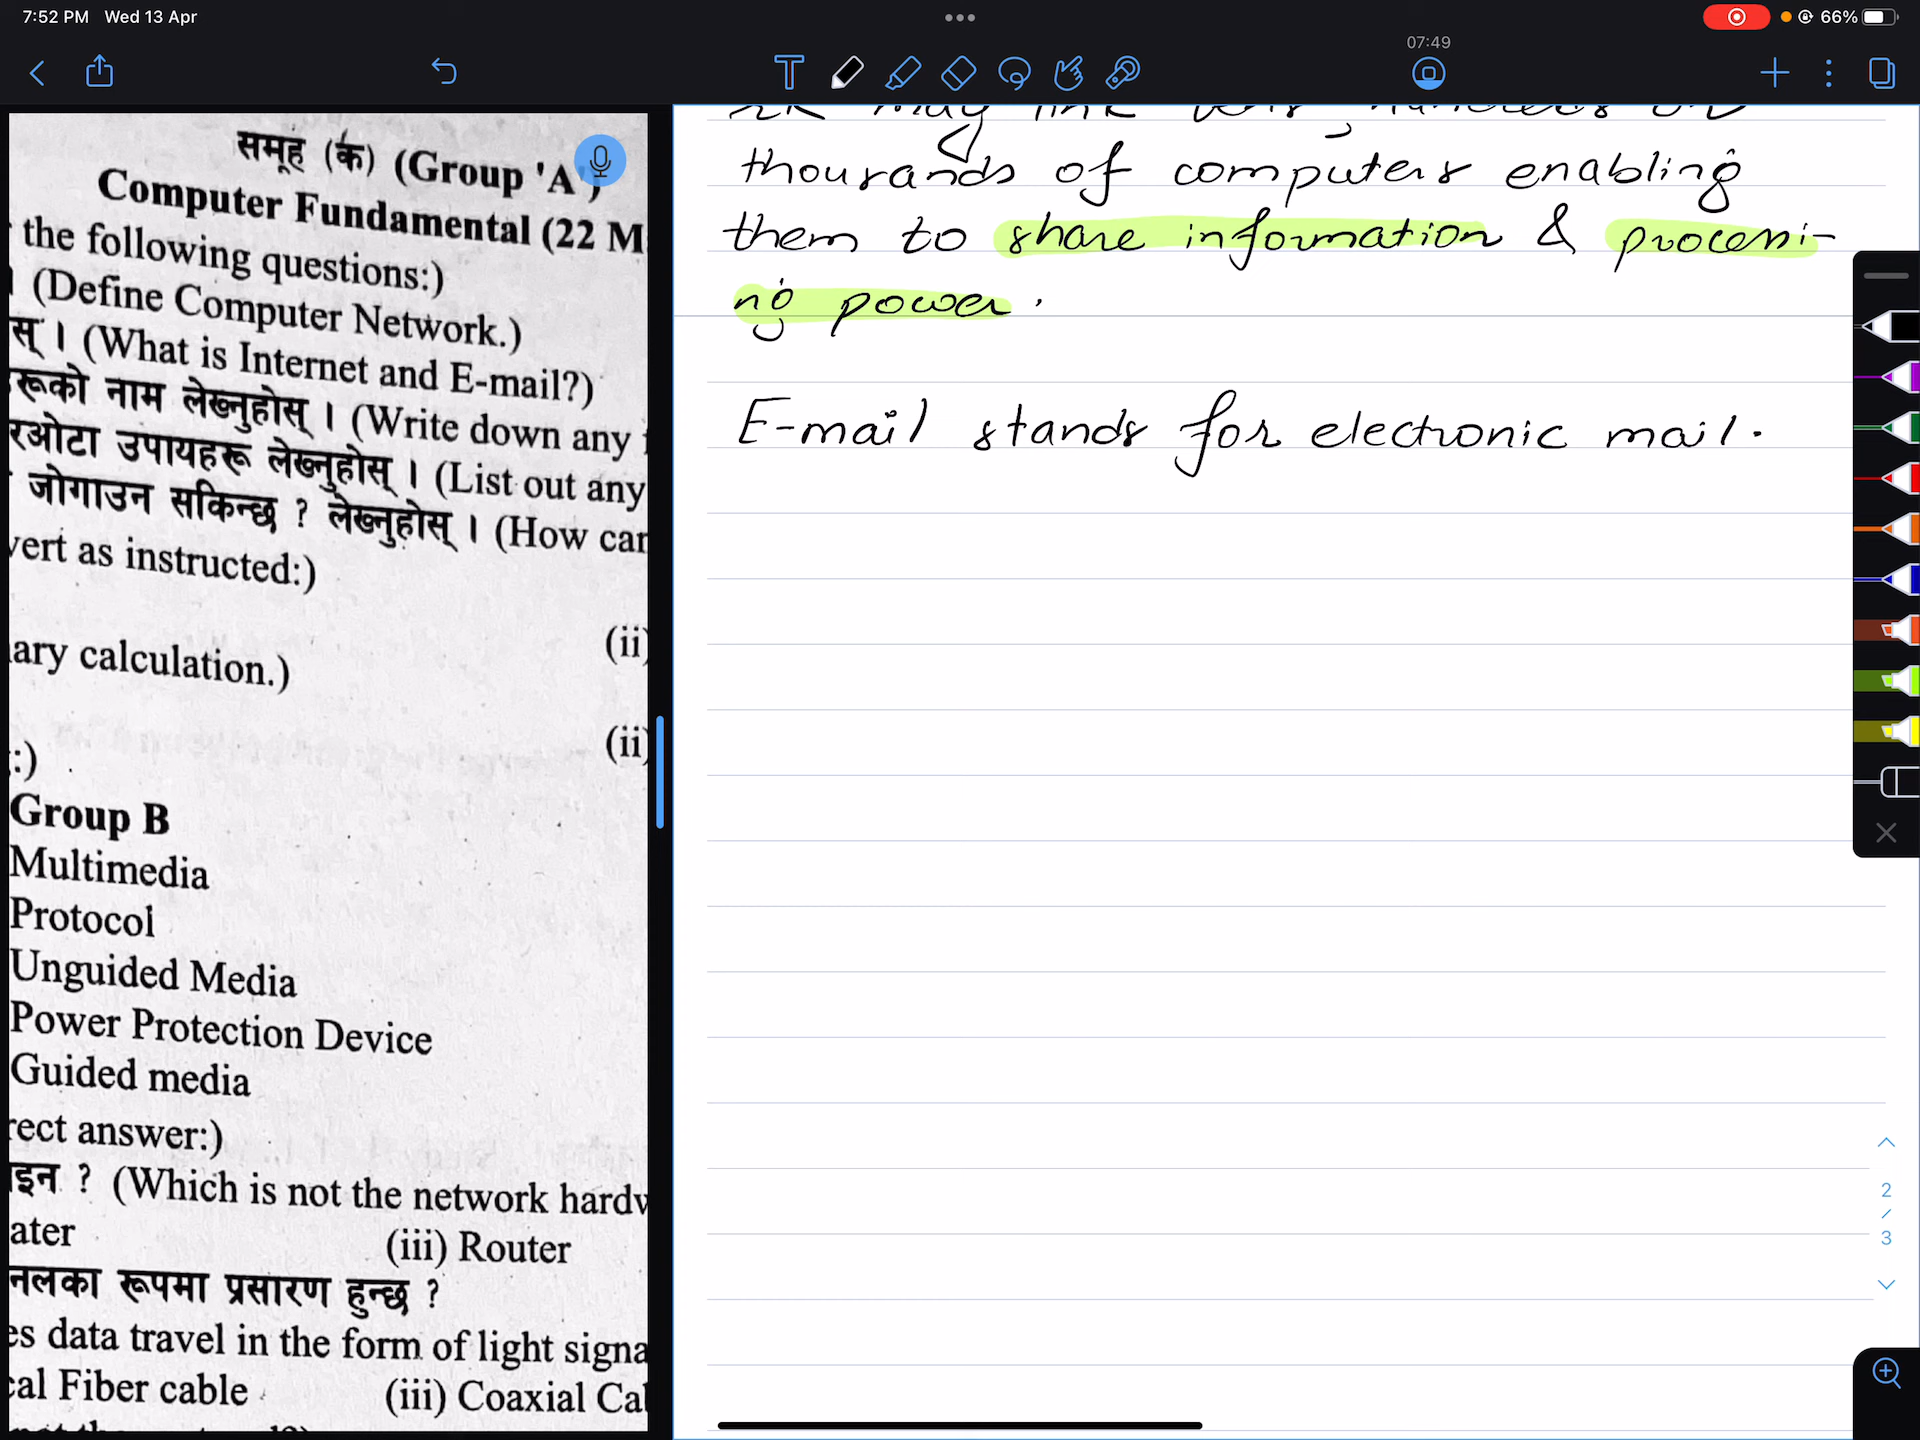 7:52 PM Wed 13 Apr
66%
07:49
समूह (क) (Group 'A')
Computer Fundamental (22 M
the following questions:)
(Define Computer Network.)
स् । (What is Internet and E-mail?)
हरूको नाम लेख्नुहोस् । (Write down any
उपायहरू लेख्नुहोस् । (List out any
जोगाउन सकिन्छ ? लेख्नुहोस् । (How can
vert as instructed:)
(ii)
ary calculation.)
(ii)
:)
Group B
Multimedia
Protocol
Unguided Media
Power Protection Device
Guided media
rect answer:)
इन ? (Which is not the network hardw
ater (iii) Router
नलका रूपमा प्रसारण हुन्छ ?
es data travel in the form of light signa
cal Fiber cable (iii) Coaxial Ca
may link
thousands of computers enabling
them to share information & processi-
ng power.
E-mail stands for electronic mail.
2
/
3